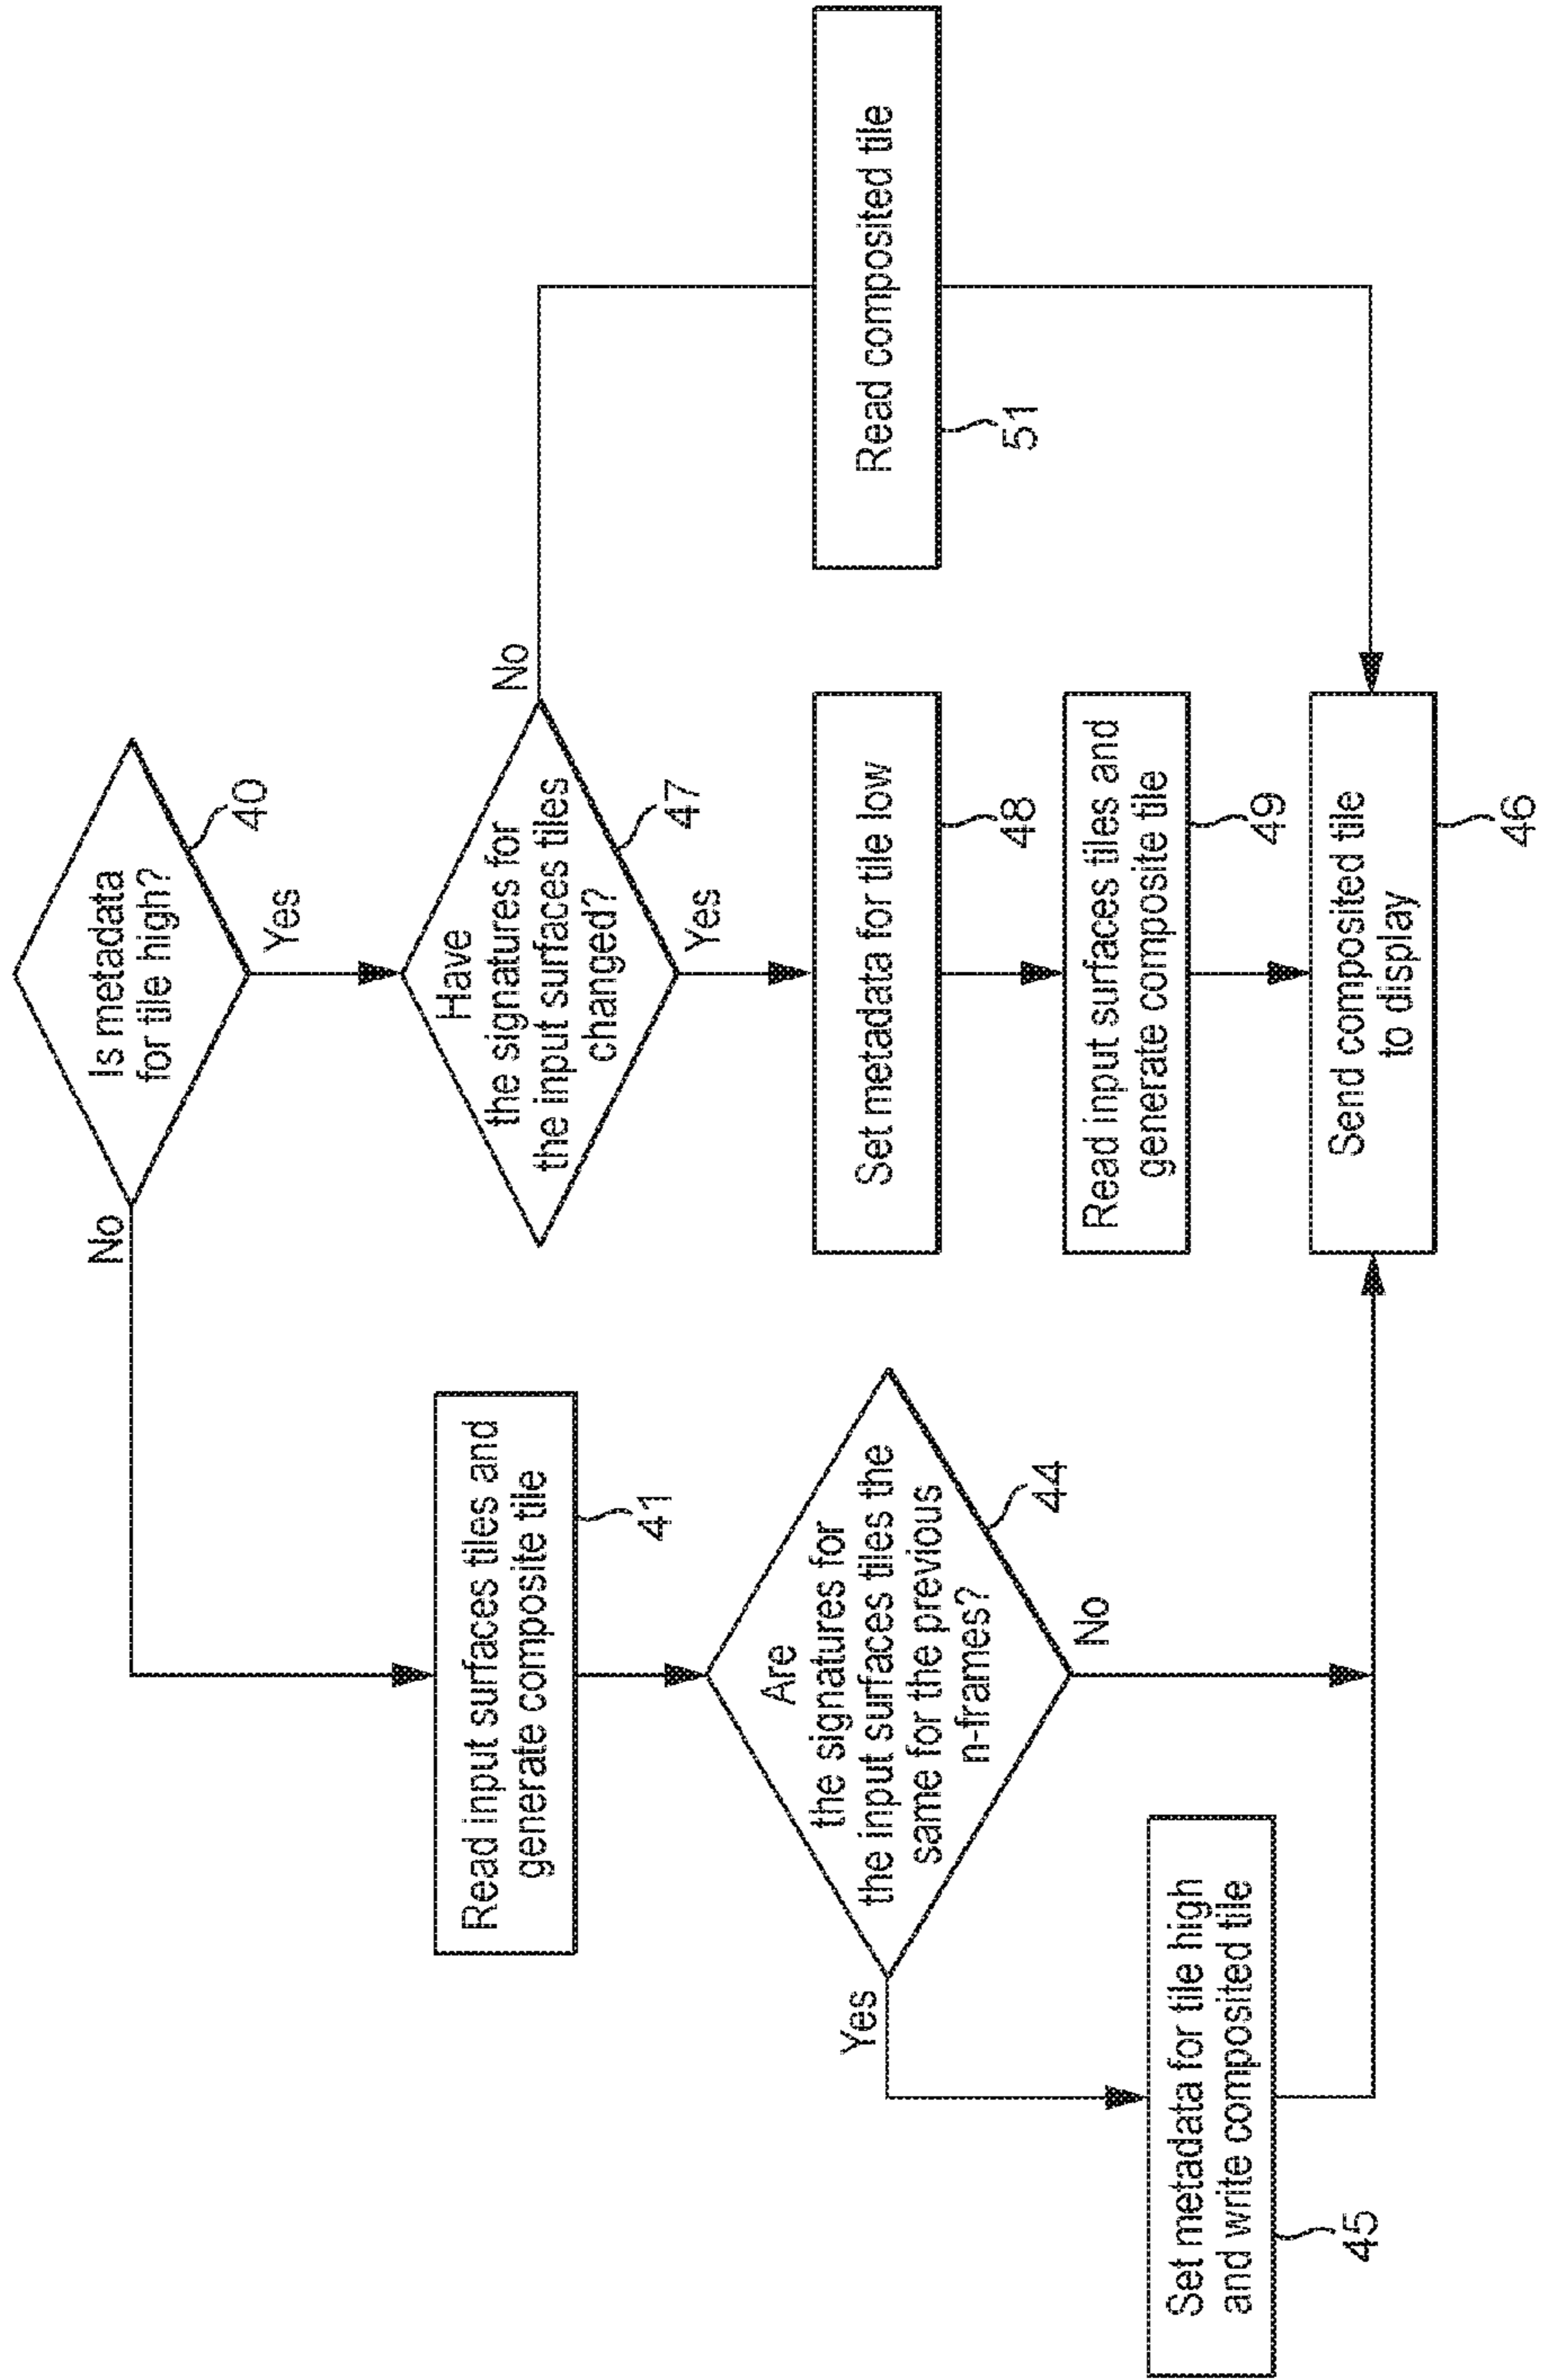 Is metadata
for tile high?
40
No
Yes
Have
the signatures for
the input surfaces tiles
changed?
47
No
Yes
Read input surfaces tiles and
generate composite tile
41
Are
the signatures for
the input surfaces tiles the
same for the previous
n-frames?
44
Yes
No
Set metadata for tile low
48
Read composited tile
51
Read input surfaces tiles and
generate composite tile
49
Set metadata for tile high
and write composited tile
45
Send composited tile
to display
46